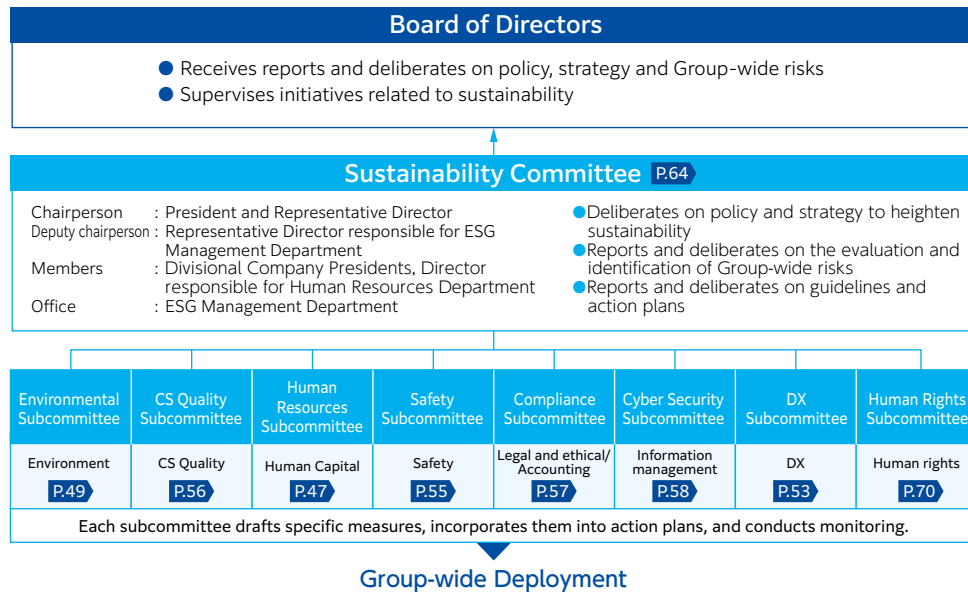 Board of Directors
● Receives reports and deliberates on policy, strategy and Group-wide risks
● Supervises initiatives related to sustainability
Sustainability Committee P.64
Chairperson : President and Representative Director
Deputy chairperson : Representative Director responsible for ESG
Management Department
Members : Divisional Company Presidents, Director
responsible for Human Resources Department
Office : ESG Management Department
●Deliberates on policy and strategy to heighten
sustainability
●Reports and deliberates on the evaluation and
identification of Group-wide risks
●Reports and deliberates on guidelines and
action plans
Environmental
Subcommittee
Environment
P.49
CS Quality
Subcommittee
CS Quality
P.56
Human
Resources
Subcommittee
Human Capital
P.47
Safety
Subcommittee
Safety
P.55
Compliance
Subcommittee
Legal and ethical/
Accounting
P.57
Cyber Security
Subcommittee
Information
management
P.58
DX
Subcommittee
DX
P.53
Human Rights
Subcommittee
Human rights
P.70
Each subcommittee drafts specific measures, incorporates them into action plans, and conducts monitoring.
Group-wide Deployment